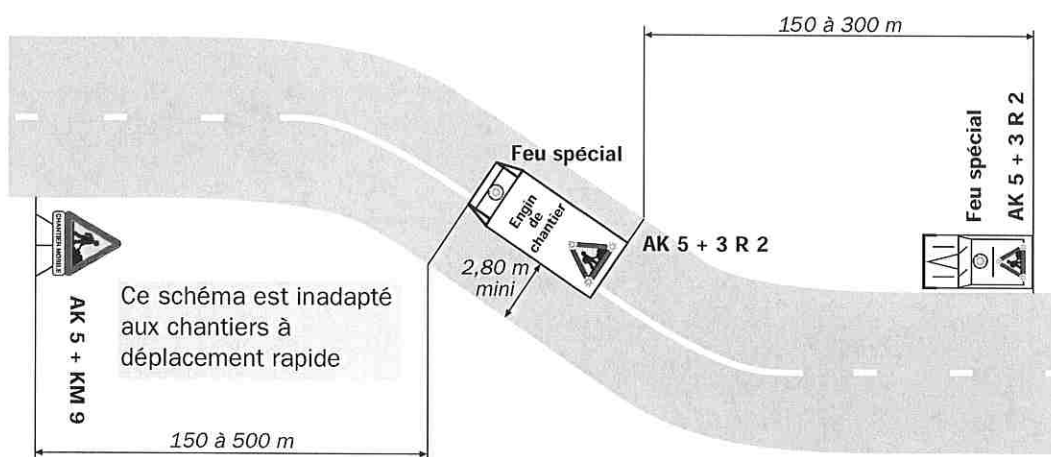 150 à 300 m
Feu spécial
AK 5 + 3 R 2
Feu spécial
Engin
de
chantier
AK 5 + 3 R 2
2,80 m
mini
CHANTIER MOBILE
AK 5 + KM 9
Ce schéma est inadapté
aux chantiers à
déplacement rapide
150 à 500 m